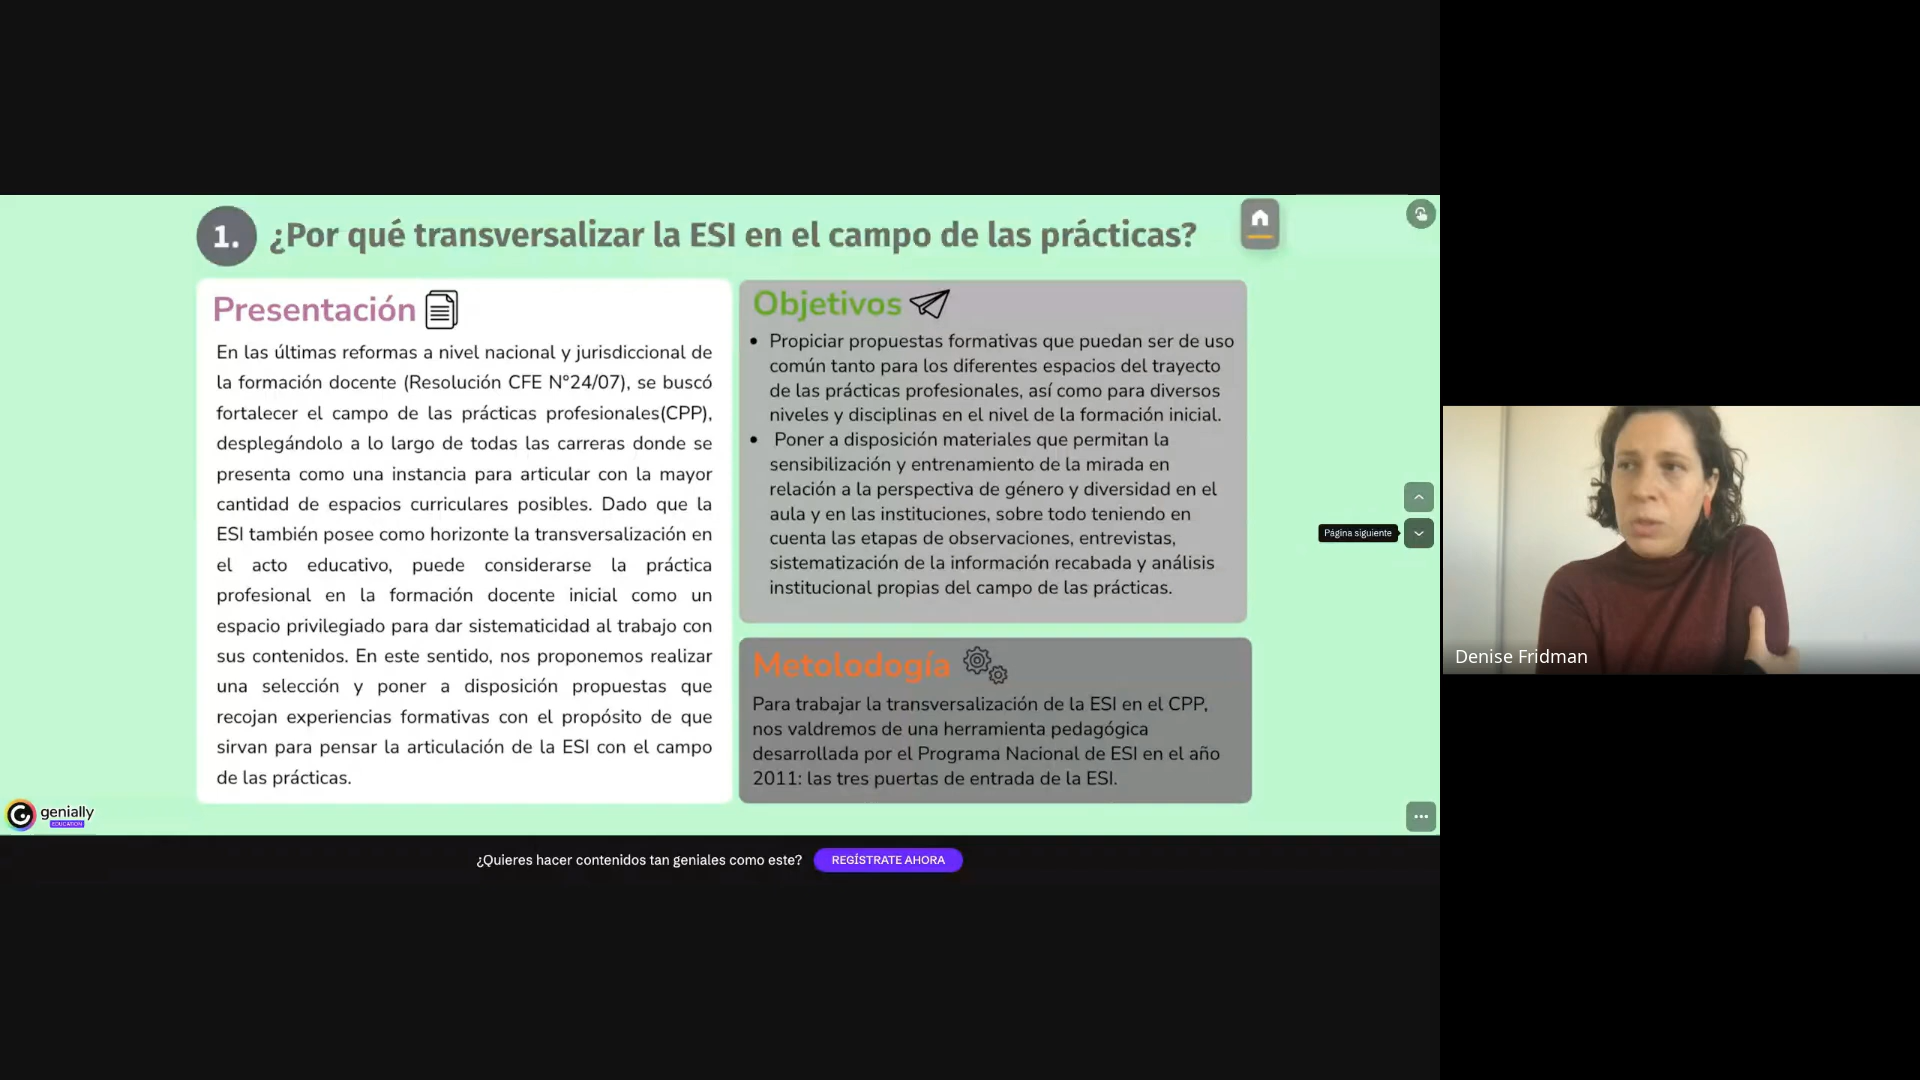 1. ¿Por qué transversalizar la ESI en el campo de las prácticas?
Presentación
En las últimas reformas a nivel nacional y jurisdiccional de
la formación docente (Resolución CFE N°24/07), se buscó
fortalecer el campo de las prácticas profesionales(CPP),
desplegándolo a lo largo de todas las carreras donde se
presenta como una instancia para articular con la mayor
cantidad de espacios curriculares posibles. Dado que la
ESI también posee como horizonte la transversalización en
el acto educativo, puede considerarse la práctica
profesional en la formación docente inicial como un
espacio privilegiado para dar sistematicidad al trabajo con
sus contenidos. En este sentido, nos proponemos realizar
una selección y poner a disposición propuestas que
recojan experiencias formativas con el propósito de que
sirvan para pensar la articulación de la ESI con el campo
de las prácticas.
Objetivos
• Propiciar propuestas formativas que puedan ser de uso
común tanto para los diferentes espacios del trayecto
de las prácticas profesionales, así como para diversos
niveles y disciplinas en el nivel de la formación inicial.
• Poner a disposición materiales que permitan la
sensibilización y entrenamiento de la mirada en
relación a la perspectiva de género y diversidad en el
aula y en las instituciones, sobre todo teniendo en
cuenta las etapas de observaciones, entrevistas,
sistematización de la información recabada y análisis
institucional propias del campo de las prácticas.
Metolodogía
Para trabajar la transversalización de la ESI en el CPP,
nos valdremos de una herramienta pedagógica
desarrollada por el Programa Nacional de ESI en el año
2011: las tres puertas de entrada de la ESI.
Página siguiente
Denise Fridman
genially
EDUCATION
¿Quieres hacer contenidos tan geniales como este?
REGÍSTRATE AHORA